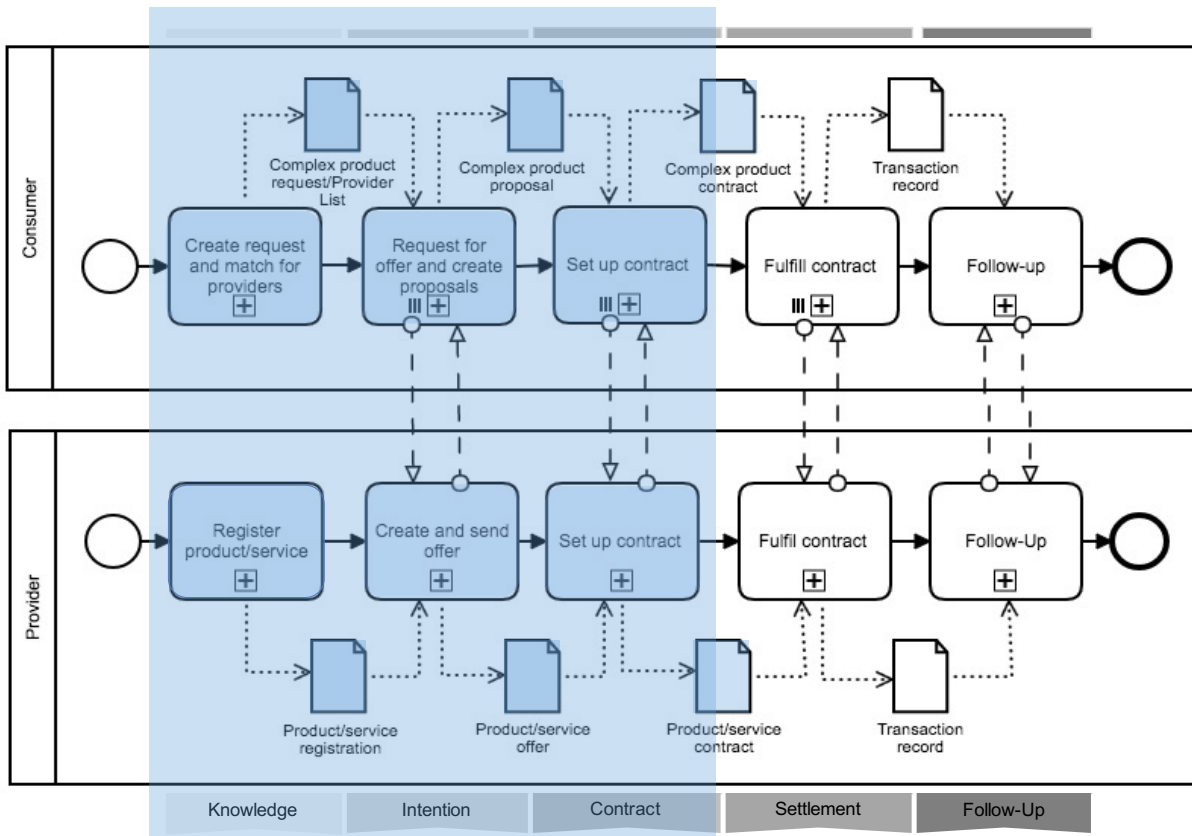 Consumer
Complex product
request/Provider
List
Complex product
proposal
Complex product
contract
Transaction
record
Create request
and match for
providers
Request for
offer and create
proposals
Set up contract
Fulfill contract
Follow-up
Provider
Register
product/service
Create and send
offer
Set up contract
Fulfil contract
Follow-Up
Product/service
registration
Product/service
offer
Product/service
contract
Transaction
record
Knowledge
Intention
Contract
Settlement
Follow-Up